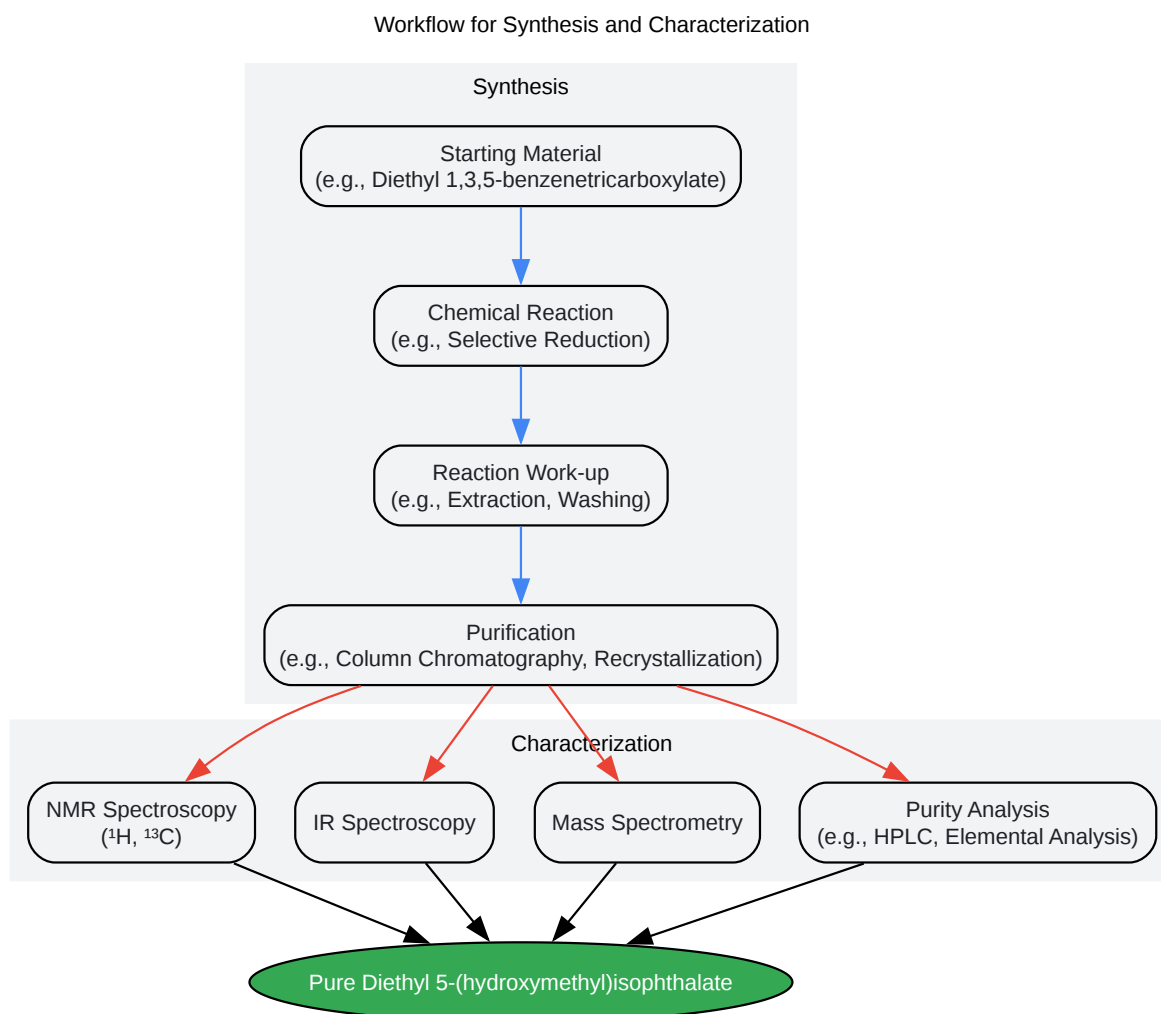 Workflow for Synthesis and Characterization
Synthesis
Starting Material
(e.g., Diethyl 1,3,5-benzenetricarboxylate)
Chemical Reaction
(e.g., Selective Reduction)
Reaction Work-up
(e.g., Extraction, Washing)
Purification
(e.g., Column Chromatography, Recrystallization)
Characterization
NMR Spectroscopy
(¹H, ¹³C)
IR Spectroscopy
Mass Spectrometry
Purity Analysis
(e.g., HPLC, Elemental Analysis)
Pure Diethyl 5-(hydroxymethyl)isophthalate